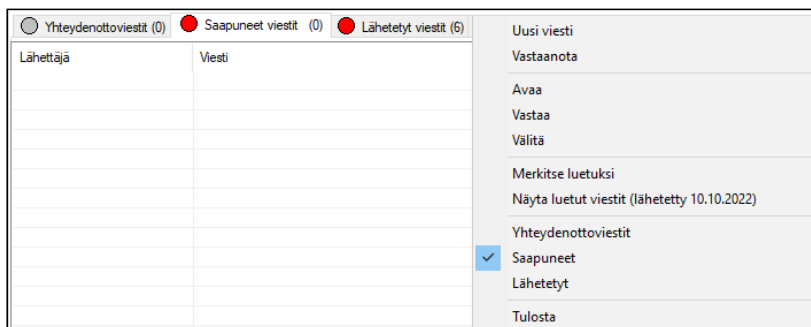 Yhteydenottoviestit (0) Saapuneet viestit (0) Lähetetyt viestit (6)
Lähettäjä Viesti
Uusi viesti
Vastaanota
Avaa
Vastaa
Välitä
Merkitse luetuksi
Näyta luetut viestit (lähetetty 10.10.2022)
Yhteydenottoviestit
Saapuneet
Lähetetyt
Tulosta